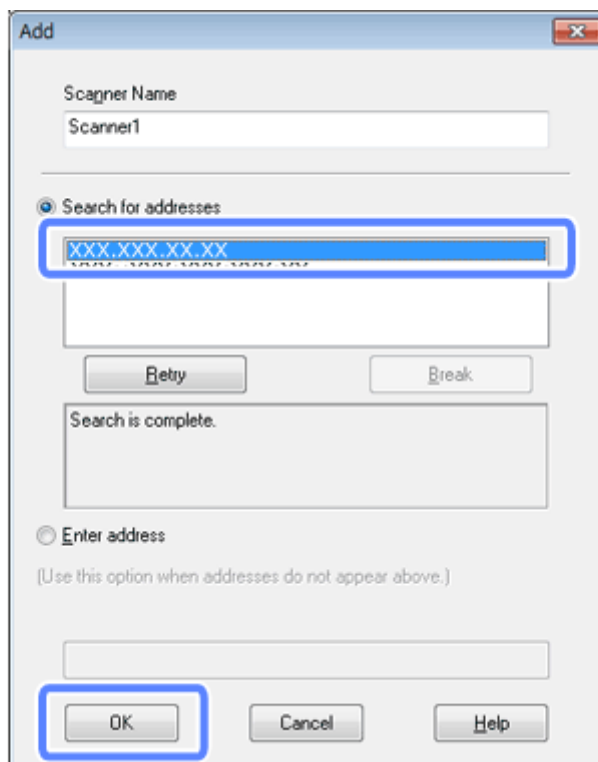 Add
Scanner Name
Scanner1
Search for addresses
XXX.XXX.XX.XX
Retry Break
Search is complete.
Enter address
(Use this option when addresses do not appear above.)
OK Cancel Help